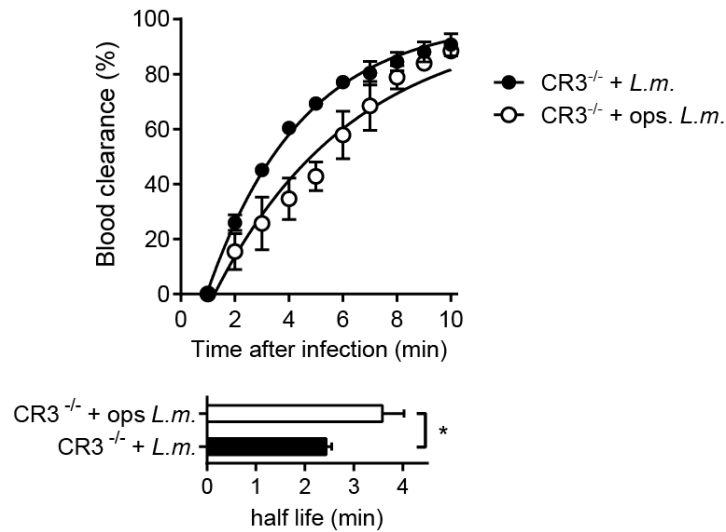 Blood clearance (%)
100
80
60
40
20
0
0 2 4 6 8 10
Time after infection (min)
CR3-/- + L.m.
CR3-/- + ops. L.m.
CR3 -/- + ops L.m.
CR3 -/- + L.m.
*
0 1 2 3 4
half life (min)